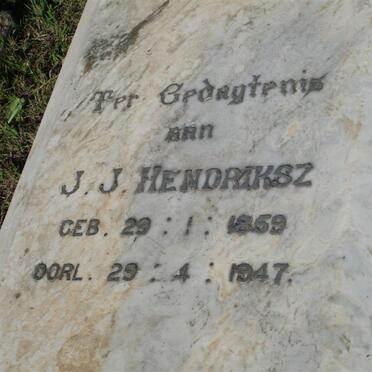 Ter Gedagtenis
aan
J. J. HENDRIKSZ
GEB. 29 : 1 : 1869
OORL. 29 : 4 : 1947.